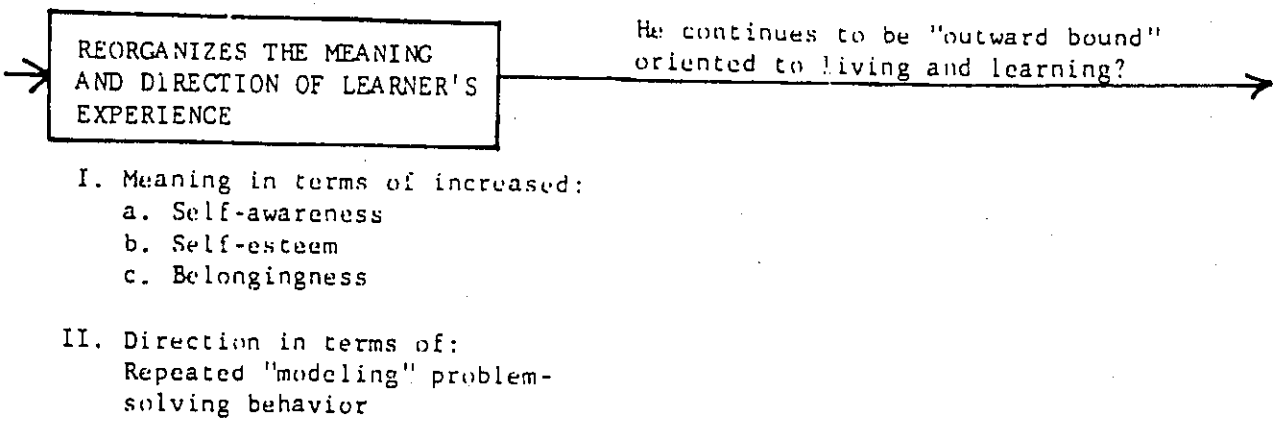 REORGANIZES THE MEANING
AND DIRECTION OF LEARNER'S
EXPERIENCE
He continues to be "outward bound"
oriented to living and learning?
I. Meaning in terms of increased:
a. Self-awareness
b. Self-esteem
c. Belongingness
II. Direction in terms of:
Repeated "modeling" problem-
solving behavior